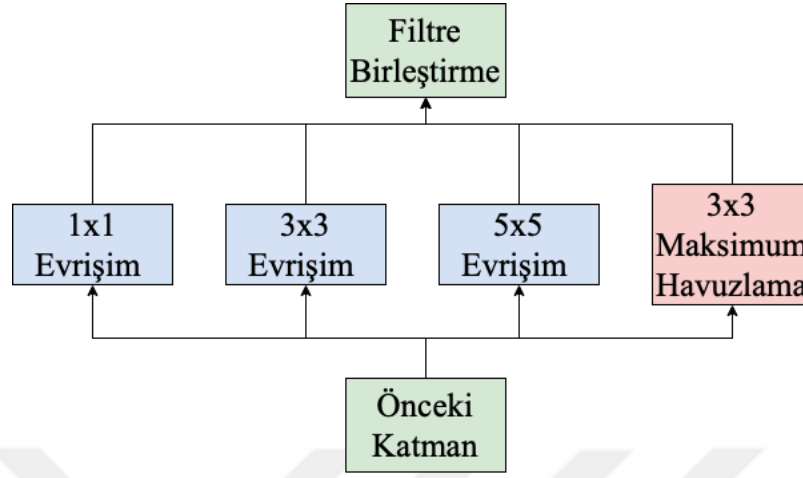 Filtre
Birleştirme
1x1
Evrişim
3x3
Evrişim
5x5
Evrişim
3x3
Maksimum
Havuzlama
Önceki
Katman